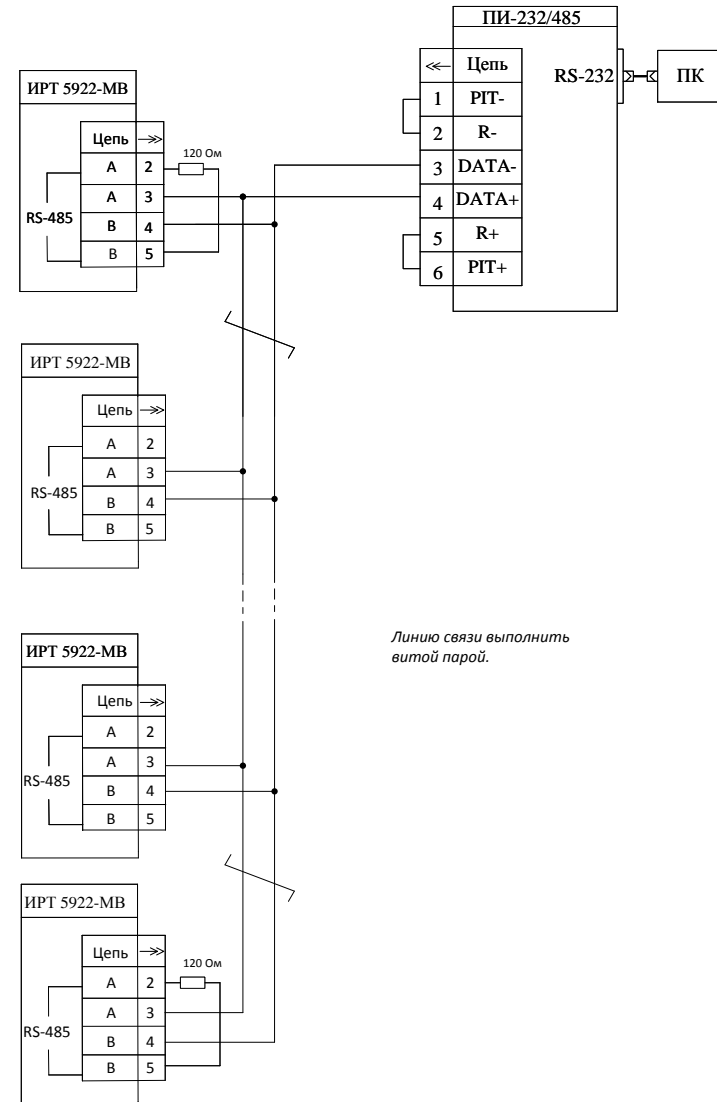 ПИ-232/485
≪– Цепь
1 PIT-
2 R-
3 DATA-
4 DATA+
5 R+
6 PIT+
RS-232
ПК
ИРТ 5922-МВ
Цепь
А 2
А 3
В 4
В 5
RS-485
120 Ом
ИРТ 5922-МВ
Цепь
А 2
А 3
В 4
В 5
RS-485
Линию связи выполнить
витой парой.
ИРТ 5922-МВ
Цепь
А 2
А 3
В 4
В 5
RS-485
ИРТ 5922-МВ
Цепь
А 2
А 3
В 4
В 5
RS-485
120 Ом